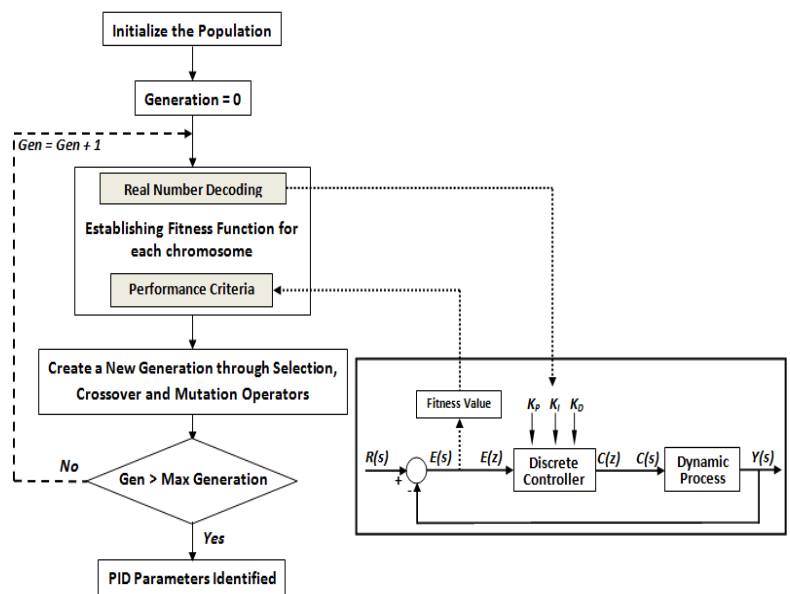 Initialize the Population
Generation = 0
Gen = Gen + 1
Real Number Decoding
Establishing Fitness Function for
each chromosome
Performance Criteria
Create a New Generation through Selection,
Crossover and Mutation Operators
No
Gen > Max Generation
Yes
PID Parameters Identified
Fitness Value
KP KI KD
R(s)
+
-
E(s)
E(z)
Discrete
Controller
C(z)
C(s)
Dynamic
Process
Y(s)